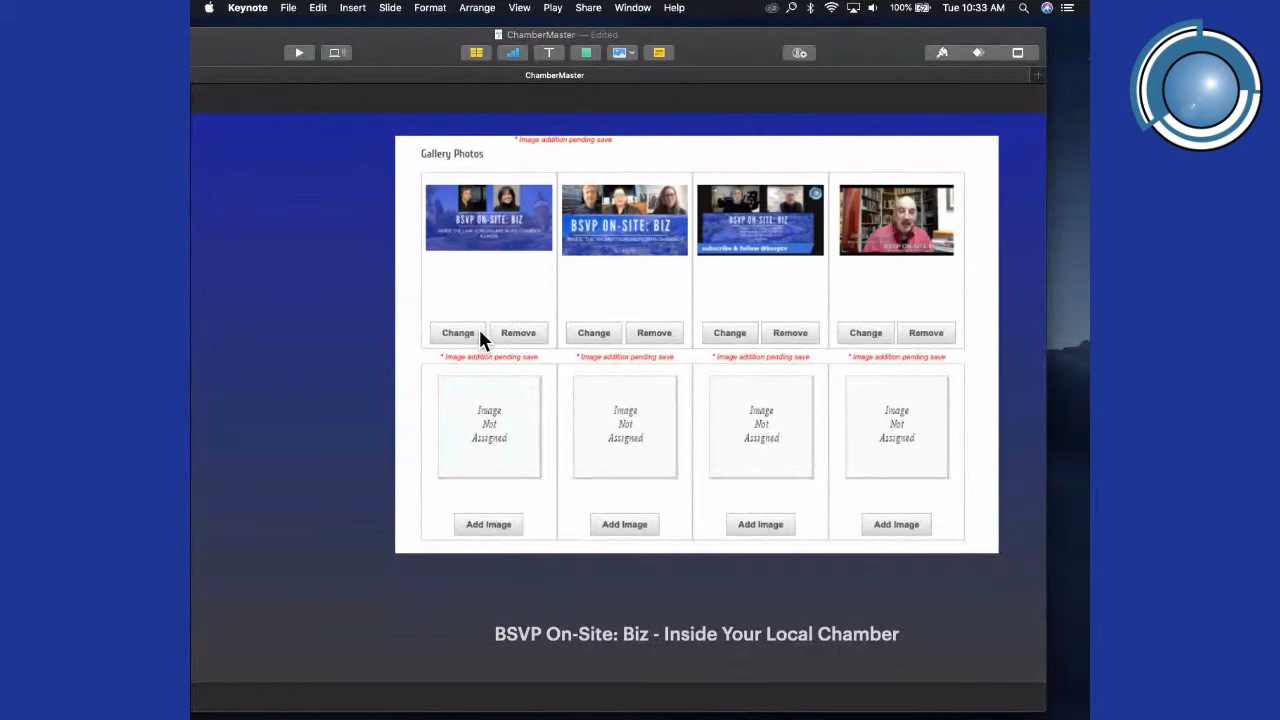 Keynote File Edit Insert Slide Format Arrange View Play Share Window Help 100% Tue 10:33 AM
ChamberMaster — Edited
ChamberMaster
* Image addition pending save
Gallery Photos
BSVP ON-SITE: BIZ
BSVP ON-SITE: BIZ
BSVP ON-SITE: BIZ
subscribe & follow @bsvptv
Change Remove Change Remove Change Remove Change Remove
* Image addition pending save * Image addition pending save * Image addition pending save * Image addition pending save
Image Image Image Image
Not Not Not Not
Assigned Assigned Assigned Assigned
Add Image Add Image Add Image Add Image
BSVP On-Site: Biz - Inside Your Local Chamber